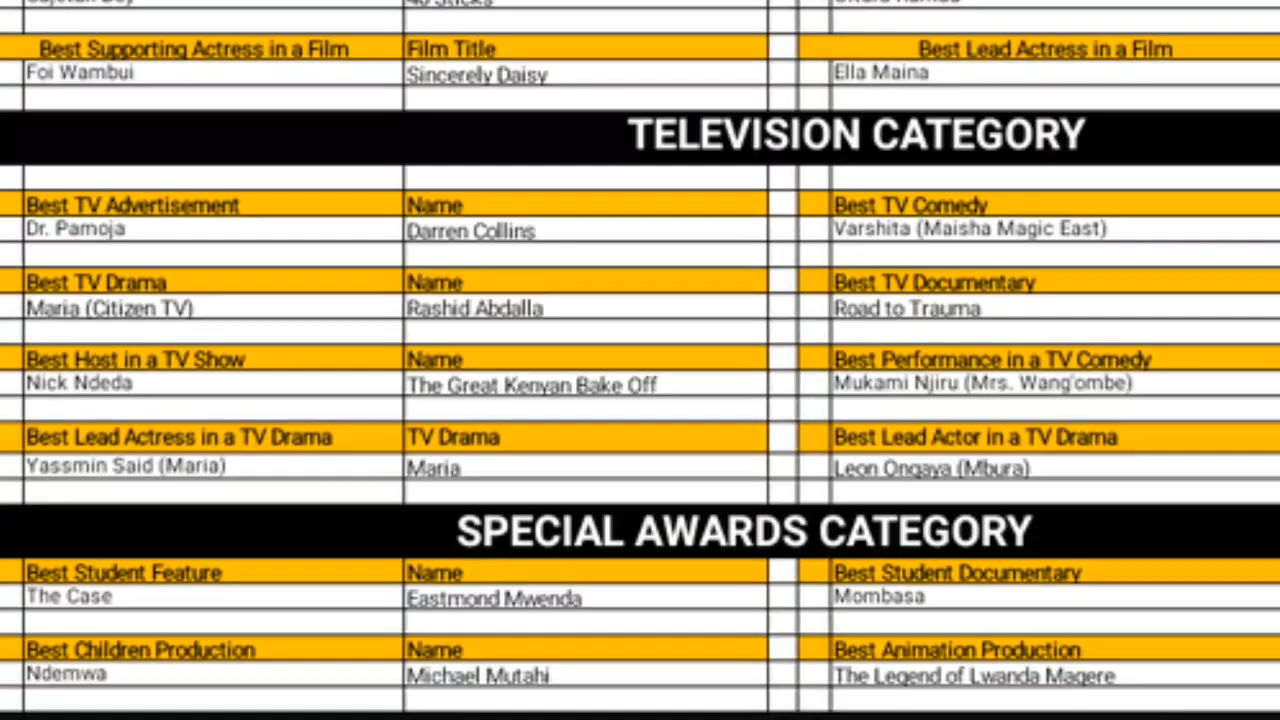 40 Sticks
Best Supporting Actress in a Film Film Title Best Lead Actress in a Film
Foi Wambui Sincerely Daisy Ella Maina
TELEVISION CATEGORY
Best TV Advertisement Name Best TV Comedy
Dr. Pamoja Darren Collins Varshita (Maisha Magic East)
Best TV Drama Name Best TV Documentary
Maria (Citizen TV) Rashid Abdalla Road to Trauma
Best Host in a TV Show Name Best Performance in a TV Comedy
Nick Ndeda The Great Kenyan Bake Off Mukami Njiru (Mrs. Wang'ombe)
Best Lead Actress in a TV Drama TV Drama Best Lead Actor in a TV Drama
Yassmin Said (Maria) Maria Leon Ongaya (Mbura)
SPECIAL AWARDS CATEGORY
Best Student Feature Name Best Student Documentary
The Case Eastmond Mwenda Mombasa
Best Children Production Name Best Animation Production
Ndemwa Michael Mutahi The Legend of Lwanda Magere